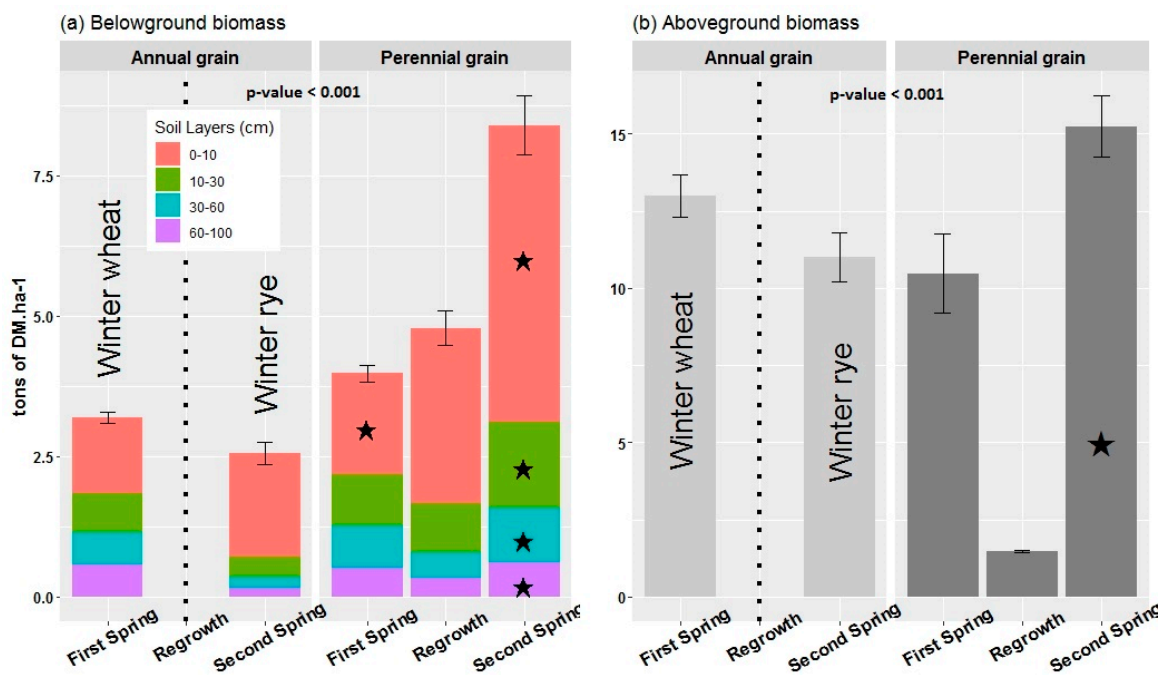 (a) Belowground biomass
Annual grain
Perennial grain
p-value < 0.001
Soil Layers (cm)
0-10
10-30
30-60
60-100
7.5
5.0
2.5
0.0
tons of DM.ha-1
Winter wheat
Winter rye
First Spring
Regrowth
Second Spring
First Spring
Regrowth
Second Spring
(b) Aboveground biomass
Annual grain
Perennial grain
p-value < 0.001
15
10
5
0
Winter wheat
Winter rye
First Spring
Regrowth
Second Spring
First Spring
Regrowth
Second Spring